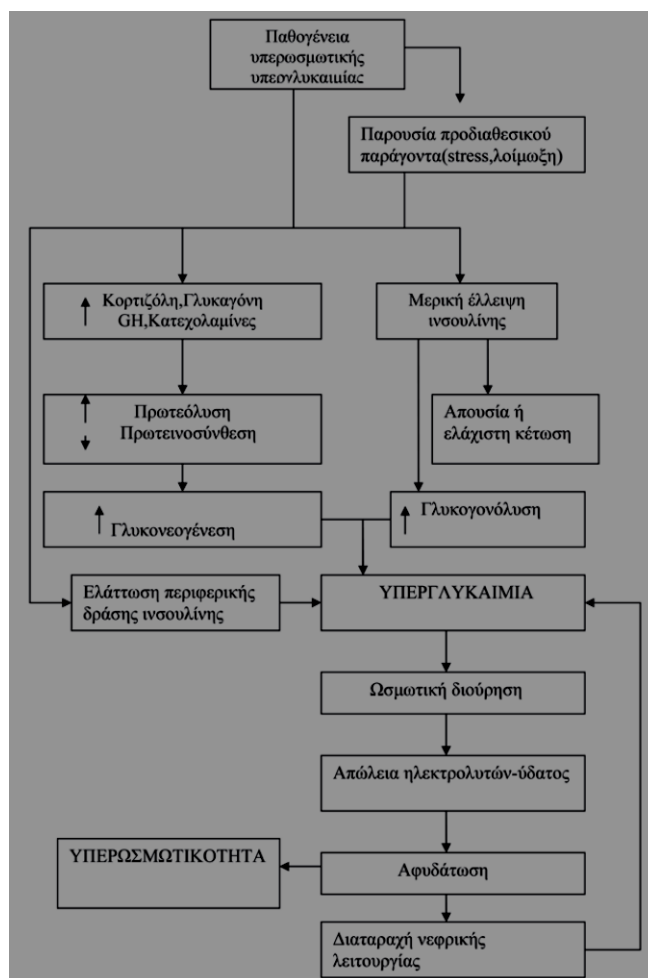 Παθογένεια
υπερωσμωτικής
υπεργλυκαιμίας
Παρουσία προδιαθεσικού
παράγοντα(stress,λοίμωξη)
Κορτιζόλη,Γλυκαγόνη
GH,Κατεχολαμίνες
Μερική έλλειψη
ινσουλίνης
Πρωτεόλυση
Πρωτεινοσύνθεση
Απουσία ή
ελάχιστη κέτωση
Γλυκονεογένεση
Γλυκογονόλυση
Ελάττωση περιφερικής
δράσης ινσουλίνης
ΥΠΕΡΓΛΥΚΑΙΜΙΑ
Ωσμωτική διούρηση
Απώλεια ηλεκτρολυτών-ύδατος
ΥΠΕΡΩΣΜΩΤΙΚΟΤΗΤΑ
Αφυδάτωση
Διαταραχή νεφρικής
λειτουργίας